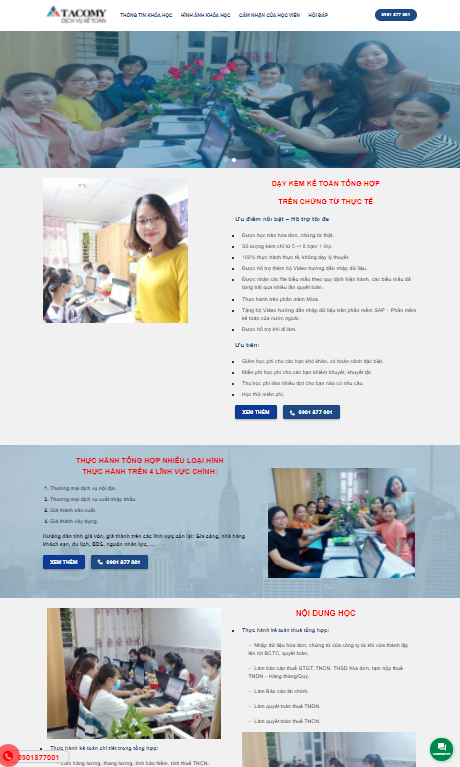 TACOMY
DỊCH VỤ KẾ TOÁN
THÔNG TIN KHÓA HỌC
HÌNH ẢNH KHÓA HỌC
CẢM NHẬN CỦA HỌC VIÊN
HỎI ĐÁP
0901 877 001
DẠY KÈM KẾ TOÁN TỔNG HỢP
TRÊN CHỨNG TỪ THỰC TẾ
Ưu điểm nổi bật – Hỗ trợ tối đa
Được học trên hóa đơn, chứng từ thật.
Số lượng kèm chỉ từ 5 -> 8 bạn/ 1 lớp.
100% thực hành thực tế, không dạy lý thuyết.
Được hỗ trợ thêm bộ Video hướng dẫn nhập dữ liệu.
Được nhận các file biểu mẫu theo quy định hiện hành, các biểu mẫu đã
từng trải qua nhiều lần quyết toán.
Thực hành trên phần mềm Misa.
Tặng bộ Video hướng dẫn nhập dữ liệu trên phần mềm SAP – Phần mềm
kế toán của nước ngoài.
Được hỗ trợ khi đi làm.
Ưu tiên:
Giảm học phí cho các bạn khó khăn, có hoàn cảnh đặc biệt.
Miễn phí học phí cho các bạn khiếm khuyết, khuyết tật.
Thu học phí làm nhiều đợt cho bạn nào có nhu cầu.
Học thử miễn phí.
XEM THÊM
0901 877 001
THỰC HÀNH TỔNG HỢP NHIỀU LOẠI HÌNH
THỰC HÀNH TRÊN 4 LĨNH VỰC CHÍNH:
1. Thương mại dịch vụ nội địa.
2. Thương mại dịch vụ xuất nhập khẩu.
3. Giá thành sản xuất.
4. Giá thành xây dựng.
Hướng dẫn tính giá vốn, giá thành trên các lĩnh vực còn lại: Gia công, nhà hàng
khách sạn, du lịch, BĐS, nguồn nhân lực, ...
XEM THÊM
0901 877 001
NỘI DUNG HỌC
Thực hành kế toán thuế tổng hợp:
– Nhập dữ liệu hóa đơn, chứng từ của công ty từ khi vừa thành lập
lên tới BCTC, quyết toán.
– Làm báo cáo thuế GTGT, TNCN, THSD hóa đơn, tạm nộp thuế
TNDN – Hàng tháng/Quý.
– Làm Báo cáo tài chính.
– Làm quyết toán thuế TNDN.
– Làm quyết toán thuế TNCN.
Thực hành kế toán chi tiết trong tổng hợp:
– Làm bảng lương, thang lương, tính bảo hiểm, tính thuế TNCN.
0901877001